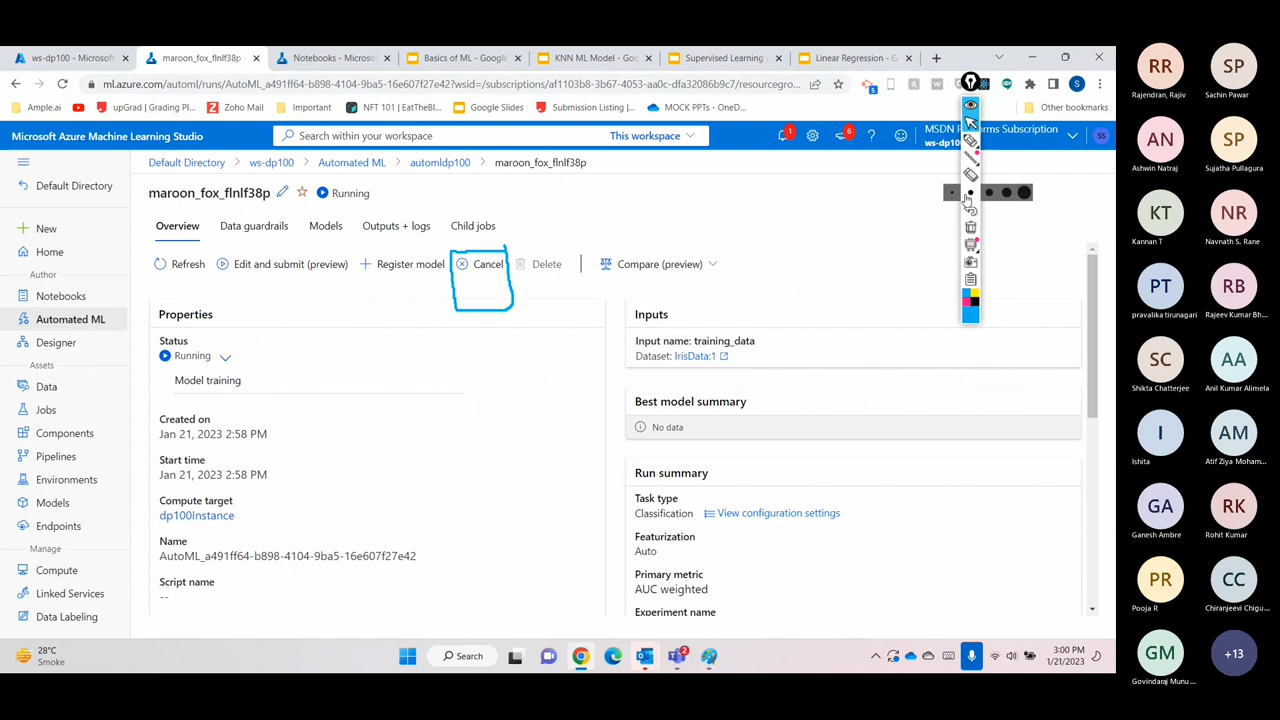 ws-dp100 - Microsoft
maroon_fox_flnlf38p
Notebooks - Microso
Basics of ML - Google
KNN ML Model - Goo
Supervised Learning
Linear Regression - G
ml.azure.com/automl/runs/AutoML_a491ff64-b898-4104-9ba5-16e607f27e42?wsid=/subscriptions/af1103b8-3b67-4053-aa0c-dfa32086b9c7/resourcegro...
5
S
Ample.ai
upGrad | Grading Pl...
Zoho Mail
Important
NFT 101 | EatTheBl...
Google Slides
Submission Listing /...
MOCK PPTs - OneD...
Other bookmarks
Microsoft Azure Machine Learning Studio
Search within your workspace
This workspace
1
6
ws-dp10
SS
Default Directory
ws-dp100
Automated ML
automldp100
maroon_fox_flnlf38p
Default Directory
maroon_fox_flnlf38p
Running
New
Home
Author
Notebooks
Automated ML
Designer
Assets
Data
Jobs
Components
Pipelines
Environments
Models
Endpoints
Manage
Compute
Linked Services
Data Labeling
Overview
Data guardrails
Models
Outputs + logs
Child jobs
Refresh
Edit and submit (preview)
Register model
Cancel
Delete
Compare (preview)
Properties
Status
Running
Model training
Created on
Jan 21, 2023 2:58 PM
Start time
Jan 21, 2023 2:58 PM
Compute target
dp100Instance
Name
AutoML_a491ff64-b898-4104-9ba5-16e607f27e42
Script name
--
Inputs
Input name: training_data
Dataset: IrisData:1
Best model summary
No data
Run summary
Task type
Classification
View configuration settings
Featurization
Auto
Primary metric
AUC weighted
Experiment name
28°C
Smoke
Search
2
3:00 PM
1/21/2023
RR
Rajendran, Rajiv
SP
Sachin Pawar
AN
Ashwin Natraj
SP
Sujatha Pullagura
KT
Kannan T
NR
Navnath S. Rane
PT
pravalika tirunagari
RB
Rajeev Kumar Bh...
SC
Shikta Chatterjee
AA
Anil Kumar Alimela
I
Ishita
AM
Atif Ziya Moham...
GA
Ganesh Ambre
RK
Rohit Kumar
PR
Pooja R
CC
Chiranjeevi Chigu...
GM
Govindaraj Munu ...
+13